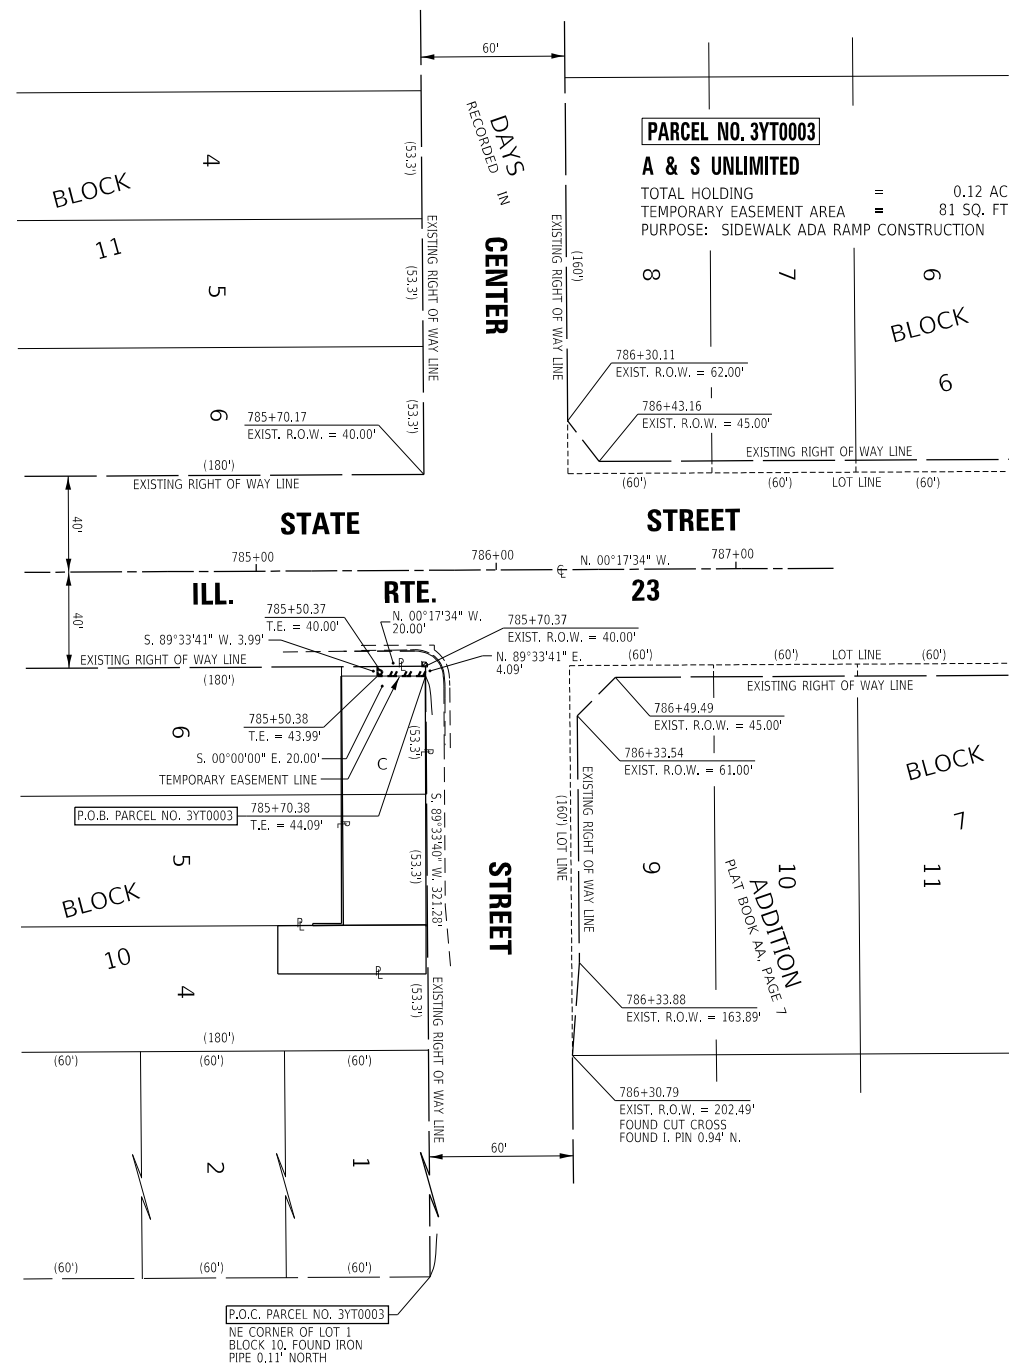 60'
DAYS
RECORDED IN
PARCEL NO. 3YT0003
A & S UNLIMITED
TOTAL HOLDING = 0.12 AC
TEMPORARY EASEMENT AREA = 81 SQ. FT
PURPOSE: SIDEWALK ADA RAMP CONSTRUCTION
4
BLOCK
11
5
6
(53.3')
(53.3')
(53.3')
EXISTING RIGHT OF WAY LINE
CENTER
EXISTING RIGHT OF WAY LINE
(160')
8
7
6
BLOCK
6
786+30.11
EXIST. R.O.W. = 62.00'
786+43.16
EXIST. R.O.W. = 45.00'
785+70.17
EXIST. R.O.W. = 40.00'
EXISTING RIGHT OF WAY LINE
(180')
EXISTING RIGHT OF WAY LINE
(60')
(60')
LOT LINE
(60')
40'
STATE
STREET
785+00
786+00
℄
N. 00°17'34" W.
787+00
ILL.
RTE.
23
40'
785+50.37
T.E. = 40.00'
N. 00°17'34" W.
20.00'
785+70.37
EXIST. R.O.W. = 40.00'
S. 89°33'41" W. 3.99'
N. 89°33'41" E.
4.09'
EXISTING RIGHT OF WAY LINE
(180')
(60')
(60')
LOT LINE
(60')
EXISTING RIGHT OF WAY LINE
PL
6
785+50.38
T.E. = 43.99'
S. 00°00'00" E. 20.00'
TEMPORARY EASEMENT LINE
C
(53.3')
PL
786+49.49
EXIST. R.O.W. = 45.00'
786+33.54
EXIST. R.O.W. = 61.00'
BLOCK
7
P.O.B. PARCEL NO. 3YT0003
785+70.38
T.E. = 44.09'
PL
S. 89°33'40" W. 321.28'
(160') LOT LINE
EXISTING RIGHT OF WAY LINE
5
BLOCK
10
(53.3')
STREET
9
10
11
ADDITION
PLAT BOOK AA, PAGE 7
PL
PL
4
(53.3')
EXISTING RIGHT OF WAY LINE
786+33.88
EXIST. R.O.W. = 163.89'
(180')
(60')
(60')
(60')
786+30.79
EXIST. R.O.W. = 202.49'
FOUND CUT CROSS
FOUND I. PIN 0.94' N.
60'
2
1
(60')
(60')
(60')
P.O.C. PARCEL NO. 3YT0003
NE CORNER OF LOT 1
BLOCK 10. FOUND IRON
PIPE 0.11' NORTH